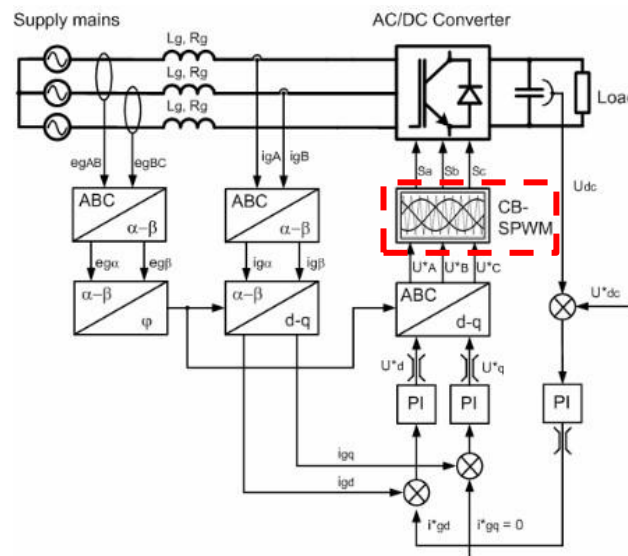 Supply mains
AC/DC Converter
Lg, Rg
Lg, Rg
Lg, Rg
Load
egAB
egBC
igA
igB
Sa
Sb
Sc
Udc
ABC
α-β
ABC
α-β
CB-
SPWM
egα
egβ
igα
igβ
U*A
U*B
U*C
U*dc
α-β
φ
α-β
d-q
ABC
d-q
U*d
U*q
PI
PI
PI
igq
igd
i*gd
i*gq = 0